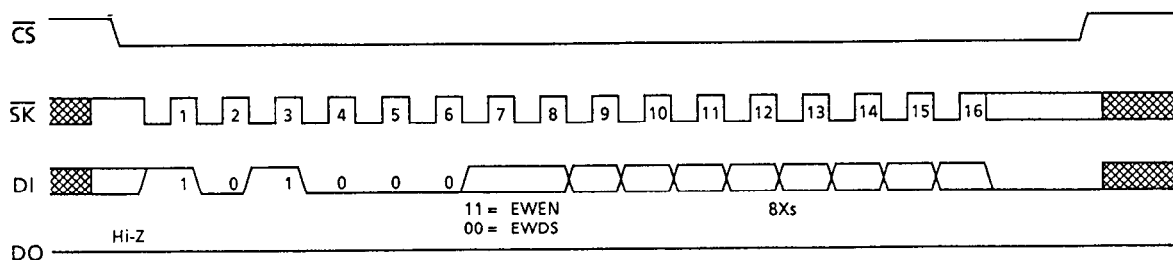 CS
SK 1 2 3 4 5 6 7 8 9 10 11 12 13 14 15 16
DI 1 0 1 0 0 0
11 = EWEN 8Xs
00 = EWDS
Hi-Z
DO